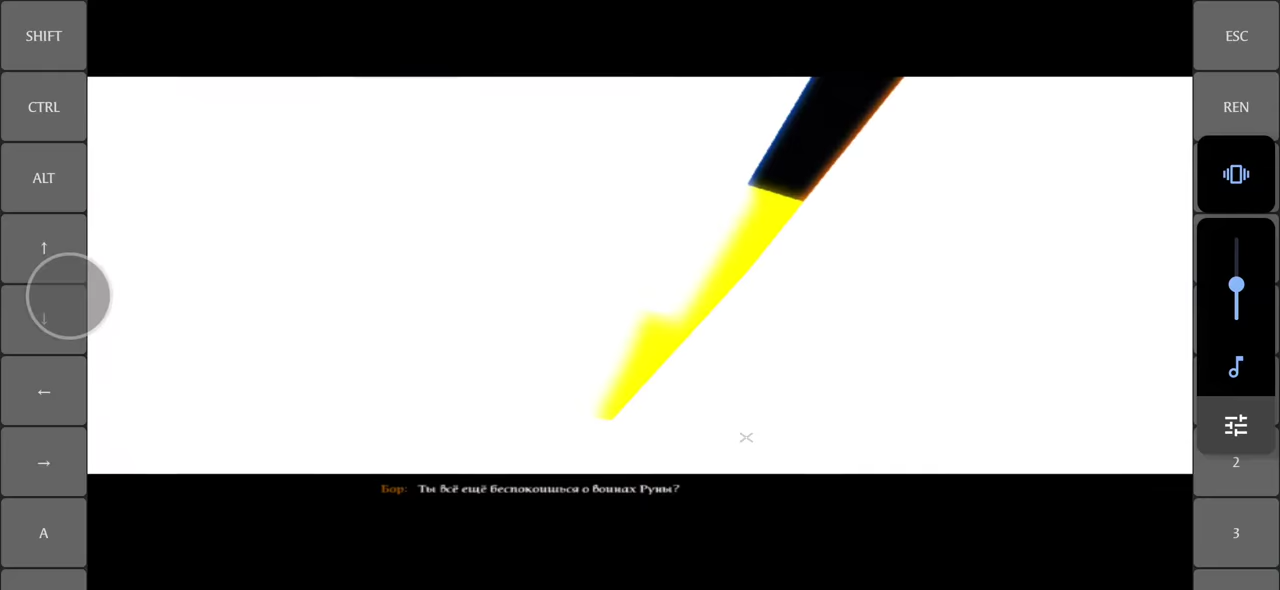 SHIFT
CTRL
ALT
↑
↓
←
→
A
ESC
REN
2
3
Бор: Ты всё ещё беспокоишься о воинах Руны?